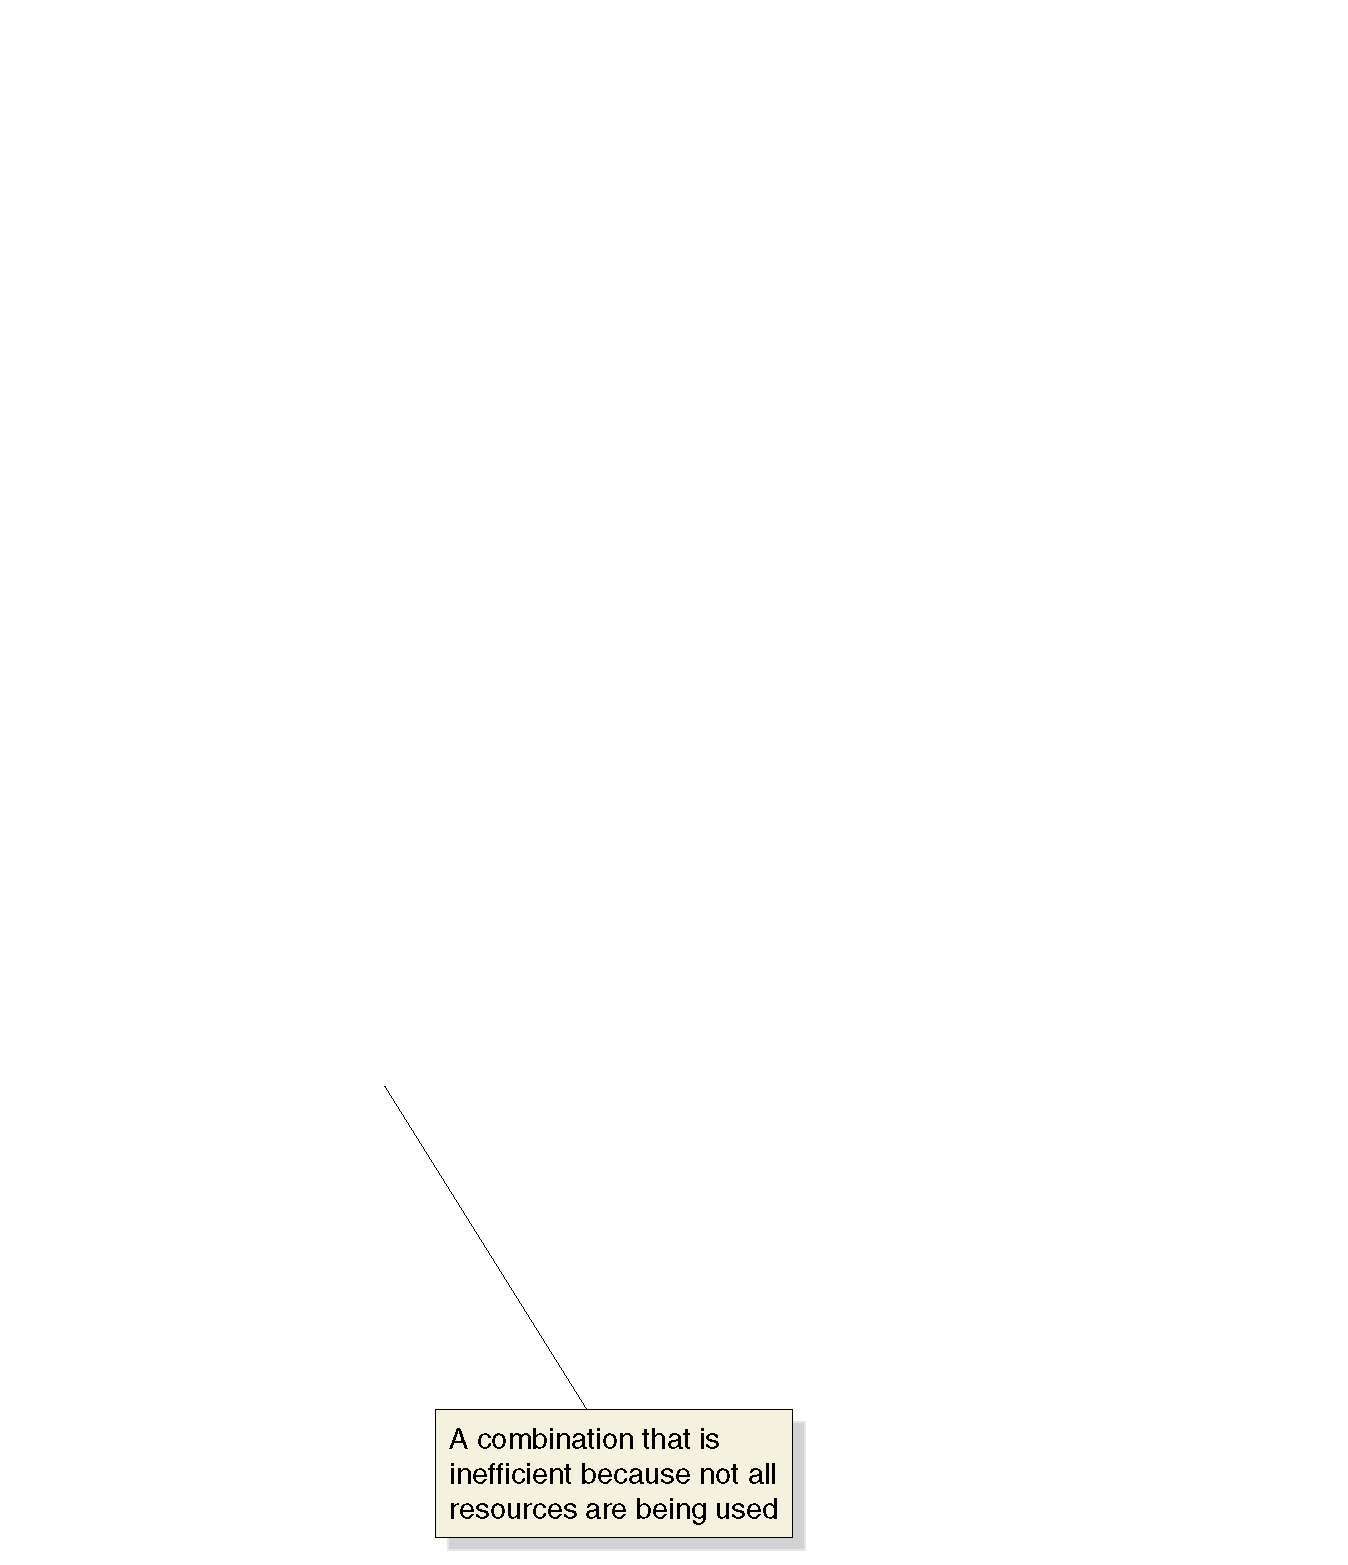 A combination that is
inefficient because not all
resources are being used